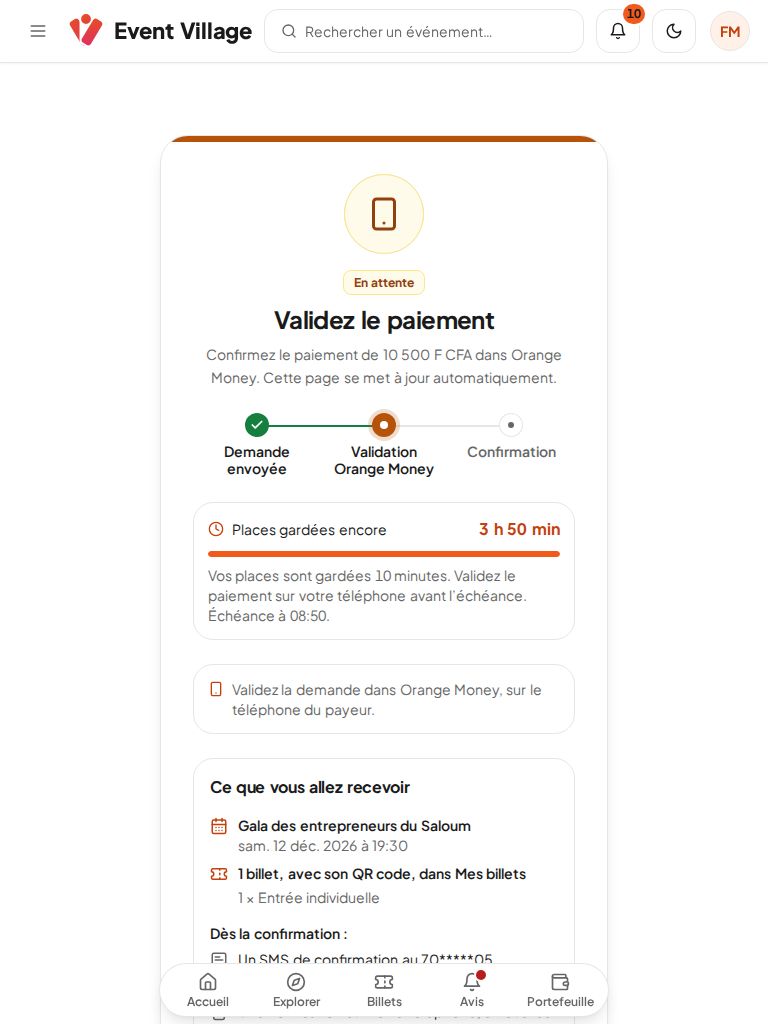 Event Village
Rechercher un événement...
10
FM
En attente
Validez le paiement
Confirmez le paiement de 10 500 F CFA dans Orange
Money. Cette page se met à jour automatiquement.
Demande
envoyée
Validation
Orange Money
Confirmation
Places gardées encore
3 h 50 min
Vos places sont gardées 10 minutes. Validez le
paiement sur votre téléphone avant l'échéance.
Échéance à 08:50.
Validez la demande dans Orange Money, sur le
téléphone du payeur.
Ce que vous allez recevoir
Gala des entrepreneurs du Saloum
sam. 12 déc. 2026 à 19:30
1 billet, avec son QR code, dans Mes billets
1 × Entrée individuelle
Dès la confirmation :
Un SMS de confirmation au 70*****05
Accueil
Explorer
Billets
Avis
Portefeuille